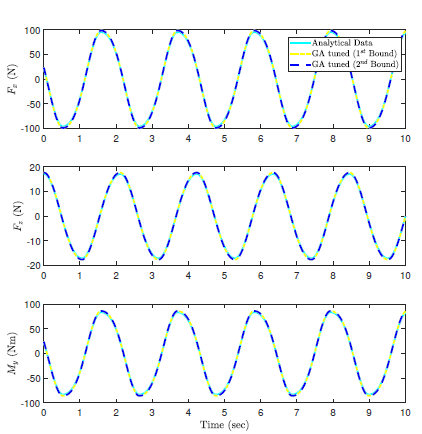 100
50
0
-50
-100
F_x (N)
Analytical Data
GA tuned (1st Bound)
GA tuned (2nd Bound)
0 1 2 3 4 5 6 7 8 9 10
20
10
0
-10
-20
F_z (N)
0 1 2 3 4 5 6 7 8 9 10
100
50
0
-50
-100
M_y (Nm)
0 1 2 3 4 5 6 7 8 9 10
Time (sec)